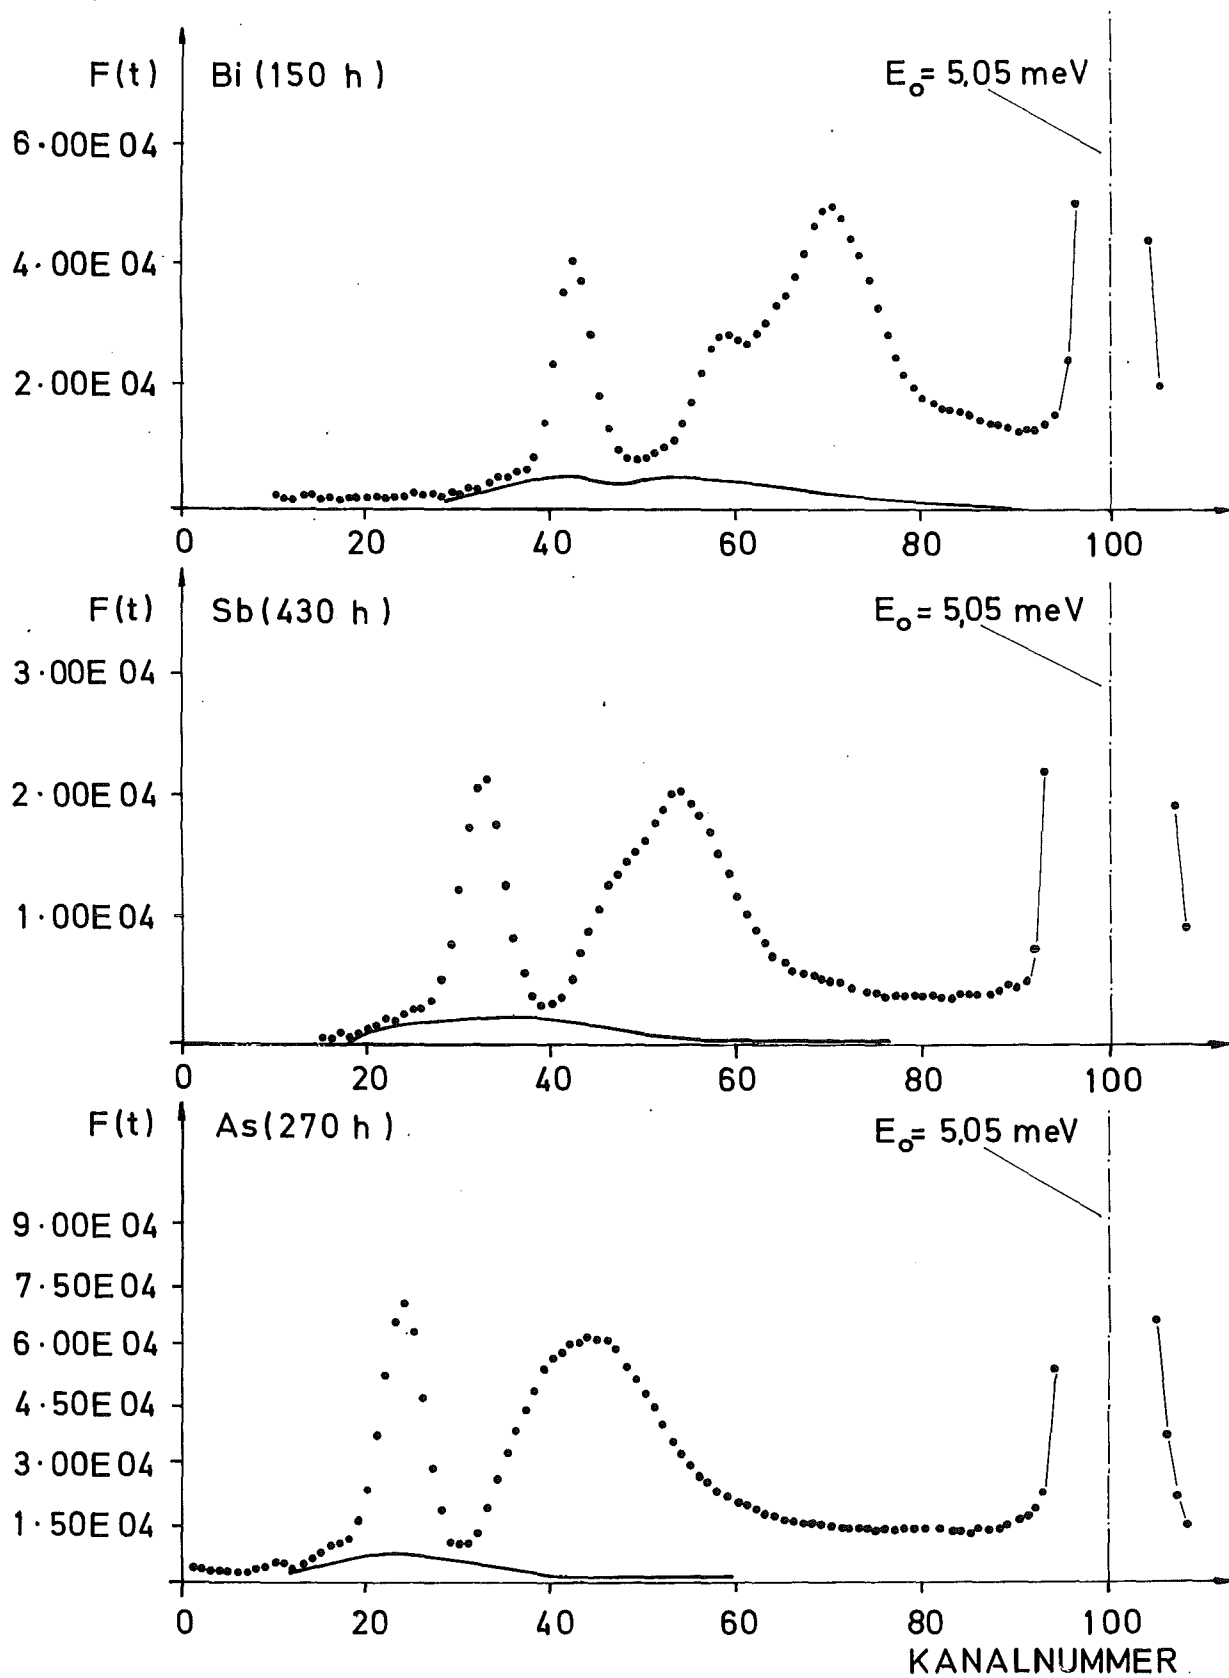 F(t) Bi (150 h) E₀= 5,05 meV
6·00E 04
4·00E 04
2·00E 04
0 20 40 60 80 100
F(t) Sb (430 h) E₀= 5,05 meV
3·00E 04
2·00E 04
1·00E 04
0 20 40 60 80 100
F(t) As (270 h) E₀= 5,05 meV
9·00E 04
7·50E 04
6·00E 04
4·50E 04
3·00E 04
1·50E 04
0 20 40 60 80 100
KANALNUMMER